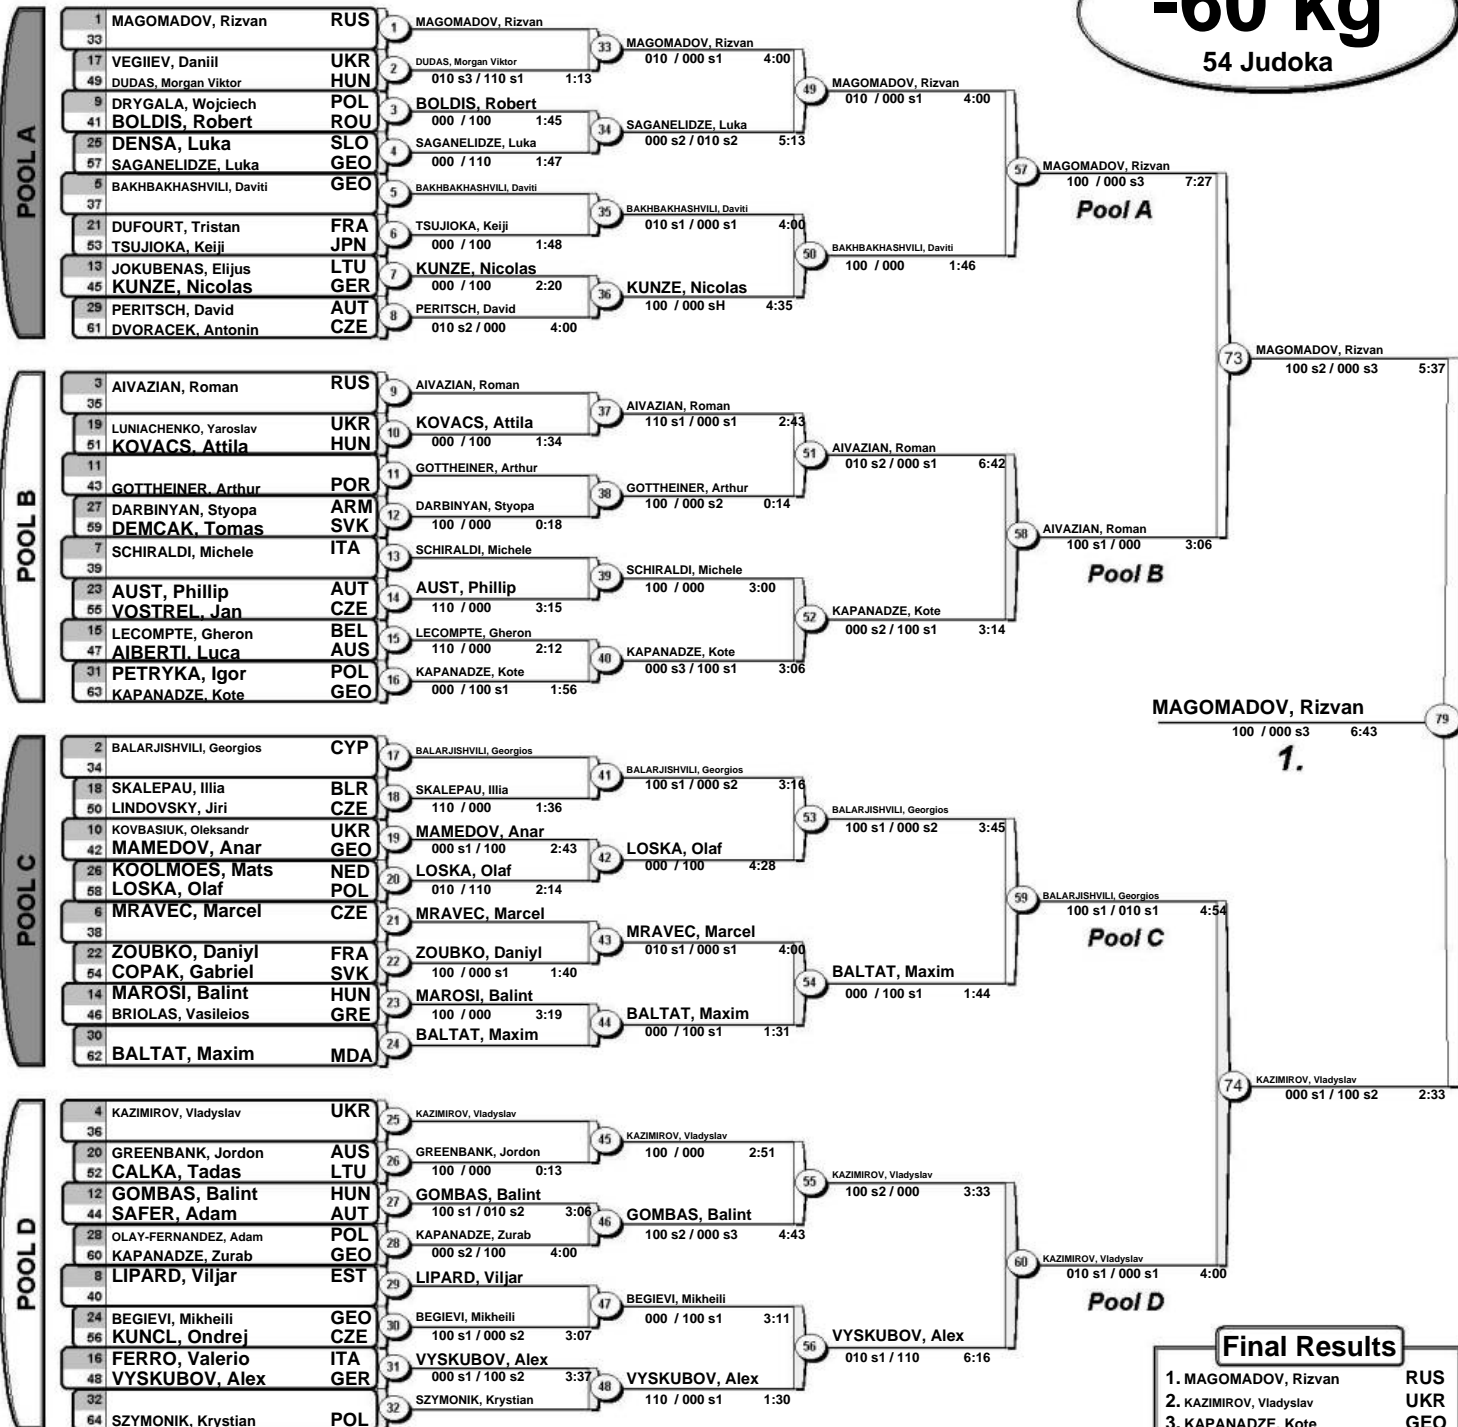 -60 kg
54 Judoka
POOL A
1 MAGOMADOV, Rizvan RUS
33
17 VEGIIEV, Daniil UKR
49 DUDAS, Morgan Viktor HUN
9 DRYGALA, Wojciech POL
41 BOLDIS, Robert ROU
25 DENSA, Luka SLO
57 SAGANELIDZE, Luka GEO
5 BAKHBAKHASHVILI, Daviti GEO
37
21 DUFOURT, Tristan FRA
53 TSUJIOKA, Keiji JPN
13 JOKUBENAS, Elijus LTU
45 KUNZE, Nicolas GER
29 PERITSCH, David AUT
61 DVORACEK, Antonin CZE
1 MAGOMADOV, Rizvan
2 DUDAS, Morgan Viktor
010 s3 / 110 s1 1:13
3 BOLDIS, Robert
000 / 100 1:45
4 SAGANELIDZE, Luka
000 / 110 1:47
5 BAKHBAKHASHVILI, Daviti
6 TSUJIOKA, Keiji
000 / 100 1:48
7 KUNZE, Nicolas
000 / 100 2:20
8 PERITSCH, David
010 s2 / 000 4:00
33 MAGOMADOV, Rizvan
010 / 000 s1 4:00
34 SAGANELIDZE, Luka
000 s2 / 010 s2 5:13
35 BAKHBAKHASHVILI, Daviti
010 s1 / 000 s1 4:00
36 KUNZE, Nicolas
100 / 000 sH 4:35
49 MAGOMADOV, Rizvan
010 / 000 s1 4:00
50 BAKHBAKHASHVILI, Daviti
100 / 000 1:46
57 MAGOMADOV, Rizvan
100 / 000 s3 7:27
Pool A
POOL B
3 AIVAZIAN, Roman RUS
35
19 LUNIACHENKO, Yaroslav UKR
51 KOVACS, Attila HUN
11
43 GOTTHEINER, Arthur POR
27 DARBINYAN, Styopa ARM
59 DEMCAK, Tomas SVK
7 SCHIRALDI, Michele ITA
39
23 AUST, Phillip AUT
55 VOSTREL, Jan CZE
15 LECOMPTE, Gheron BEL
47 AIBERTI, Luca AUS
31 PETRYKA, Igor POL
63 KAPANADZE, Kote GEO
9 AIVAZIAN, Roman
10 KOVACS, Attila
000 / 100 1:34
11 GOTTHEINER, Arthur
12 DARBINYAN, Styopa
100 / 000 0:18
13 SCHIRALDI, Michele
14 AUST, Phillip
110 / 000 3:15
15 LECOMPTE, Gheron
110 / 000 2:12
16 KAPANADZE, Kote
000 / 100 s1 1:56
37 AIVAZIAN, Roman
110 s1 / 000 s1 2:43
38 GOTTHEINER, Arthur
100 / 000 s2 0:14
39 SCHIRALDI, Michele
100 / 000 3:00
40 KAPANADZE, Kote
000 s3 / 100 s1 3:06
51 AIVAZIAN, Roman
010 s2 / 000 s1 6:42
52 KAPANADZE, Kote
000 s2 / 100 s1 3:14
58 AIVAZIAN, Roman
100 s1 / 000 3:06
Pool B
73 MAGOMADOV, Rizvan
100 s2 / 000 s3 5:37
MAGOMADOV, Rizvan 79
100 / 000 s3 6:43
1.
POOL C
2 BALARJISHVILI, Georgios CYP
34
18 SKALEPAU, Illia BLR
50 LINDOVSKY, Jiri CZE
10 KOVBASIUK, Oleksandr UKR
42 MAMEDOV, Anar GEO
26 KOOLMOES, Mats NED
58 LOSKA, Olaf POL
6 MRAVEC, Marcel CZE
38
22 ZOUBKO, Daniyl FRA
54 COPAK, Gabriel SVK
14 MAROSI, Balint HUN
46 BRIOLAS, Vasileios GRE
30
62 BALTAT, Maxim MDA
17 BALARJISHVILI, Georgios
18 SKALEPAU, Illia
110 / 000 1:36
19 MAMEDOV, Anar
000 s1 / 100 2:43
20 LOSKA, Olaf
010 / 110 2:14
21 MRAVEC, Marcel
22 ZOUBKO, Daniyl
100 / 000 s1 1:40
23 MAROSI, Balint
100 / 000 3:19
24 BALTAT, Maxim
41 BALARJISHVILI, Georgios
100 s1 / 000 s2 3:16
42 LOSKA, Olaf
000 / 100 4:28
43 MRAVEC, Marcel
010 s1 / 000 s1 4:00
44 BALTAT, Maxim
000 / 100 s1 1:31
53 BALARJISHVILI, Georgios
100 s1 / 000 s2 3:45
54 BALTAT, Maxim
000 / 100 s1 1:44
59 BALARJISHVILI, Georgios
100 s1 / 010 s1 4:54
Pool C
POOL D
4 KAZIMIROV, Vladyslav UKR
36
20 GREENBANK, Jordon AUS
52 CALKA, Tadas LTU
12 GOMBAS, Balint HUN
44 SAFER, Adam AUT
28 OLAY-FERNANDEZ, Adam POL
60 KAPANADZE, Zurab GEO
8 LIPARD, Viljar EST
40
24 BEGIEVI, Mikheili GEO
56 KUNCL, Ondrej CZE
16 FERRO, Valerio ITA
48 VYSKUBOV, Alex GER
32
64 SZYMONIK, Krystian POL
25 KAZIMIROV, Vladyslav
26 GREENBANK, Jordon
100 / 000 0:13
27 GOMBAS, Balint
100 s1 / 010 s2 3:06
28 KAPANADZE, Zurab
000 s2 / 100 4:00
29 LIPARD, Viljar
30 BEGIEVI, Mikheili
100 s1 / 000 s2 3:07
31 VYSKUBOV, Alex
000 s1 / 100 s2 3:37
32 SZYMONIK, Krystian
45 KAZIMIROV, Vladyslav
100 / 000 2:51
46 GOMBAS, Balint
100 s2 / 000 s3 4:43
47 BEGIEVI, Mikheili
000 / 100 s1 3:11
48 VYSKUBOV, Alex
110 / 000 s1 1:30
55 KAZIMIROV, Vladyslav
100 s2 / 000 3:33
56 VYSKUBOV, Alex
010 s1 / 110 6:16
60 KAZIMIROV, Vladyslav
010 s1 / 000 s1 4:00
Pool D
74 KAZIMIROV, Vladyslav
000 s1 / 100 s2 2:33
Final Results
1. MAGOMADOV, Rizvan RUS
2. KAZIMIROV, Vladyslav UKR
3. KAPANADZE, Kote GEO